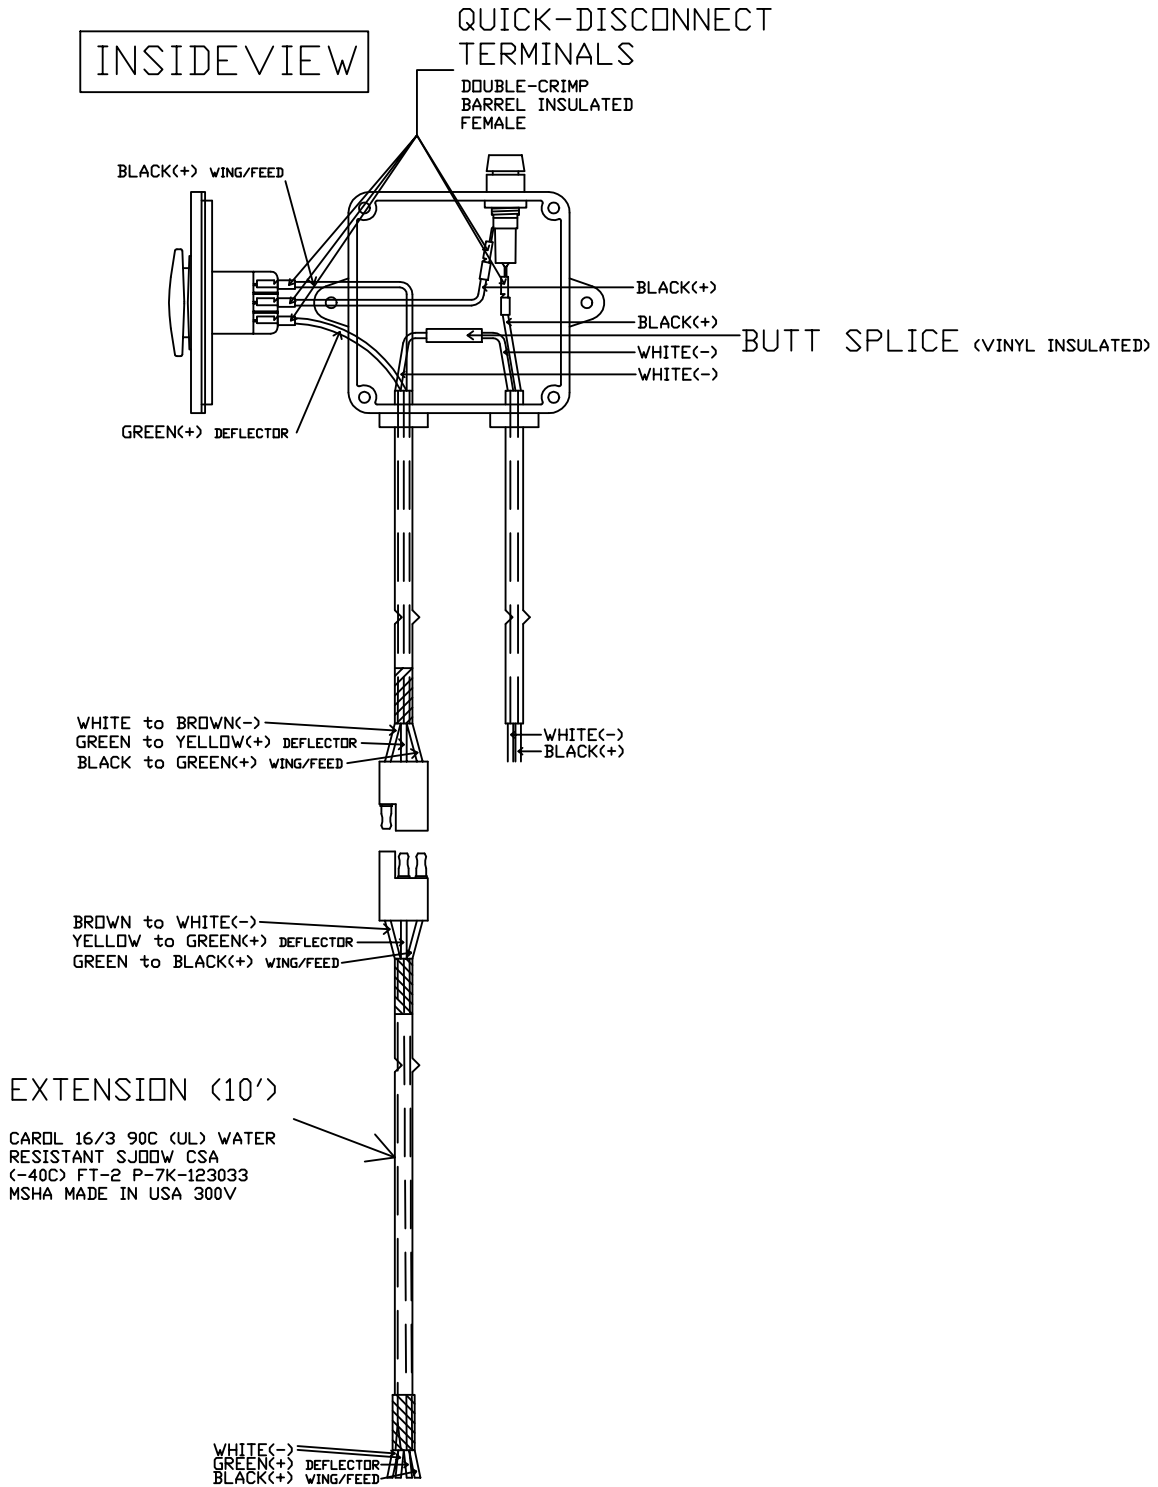 QUICK-DISCONNECT
TERMINALS
DOUBLE-CRIMP
BARREL INSULATED
FEMALE
INSIDEVIEW
BLACK(+) WING/FEED
BLACK(+)
BLACK(+)
BUTT SPLICE (VINYL INSULATED)
WHITE(-)
WHITE(-)
GREEN(+) DEFLECTOR
WHITE to BROWN(-)
GREEN to YELLOW(+) DEFLECTOR
BLACK to GREEN(+) WING/FEED
WHITE(-)
BLACK(+)
BROWN to WHITE(-)
YELLOW to GREEN(+) DEFLECTOR
GREEN to BLACK(+) WING/FEED
EXTENSION (10')
CAROL 16/3 90C (UL) WATER
RESISTANT SJOOW CSA
(-40C) FT-2 P-7K-123033
MSHA MADE IN USA 300V
WHITE(-)
GREEN(+) DEFLECTOR
BLACK(+) WING/FEED